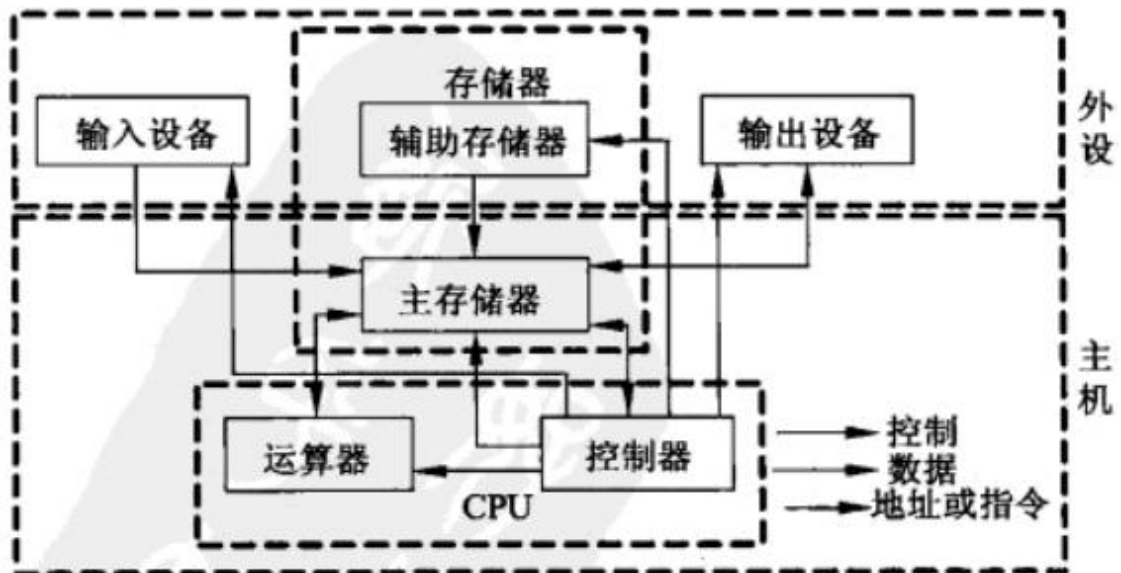 存储器
输入设备
辅助存储器
输出设备
外设
主存储器
主机
运算器
控制器
CPU
控制
数据
地址或指令